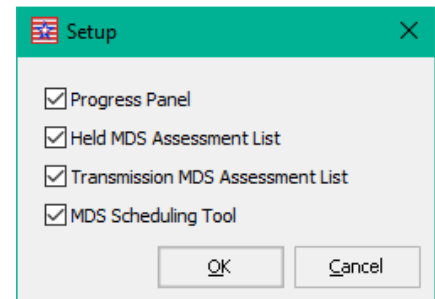 Setup
Progress Panel
Held MDS Assessment List
Transmission MDS Assessment List
MDS Scheduling Tool
OK Cancel